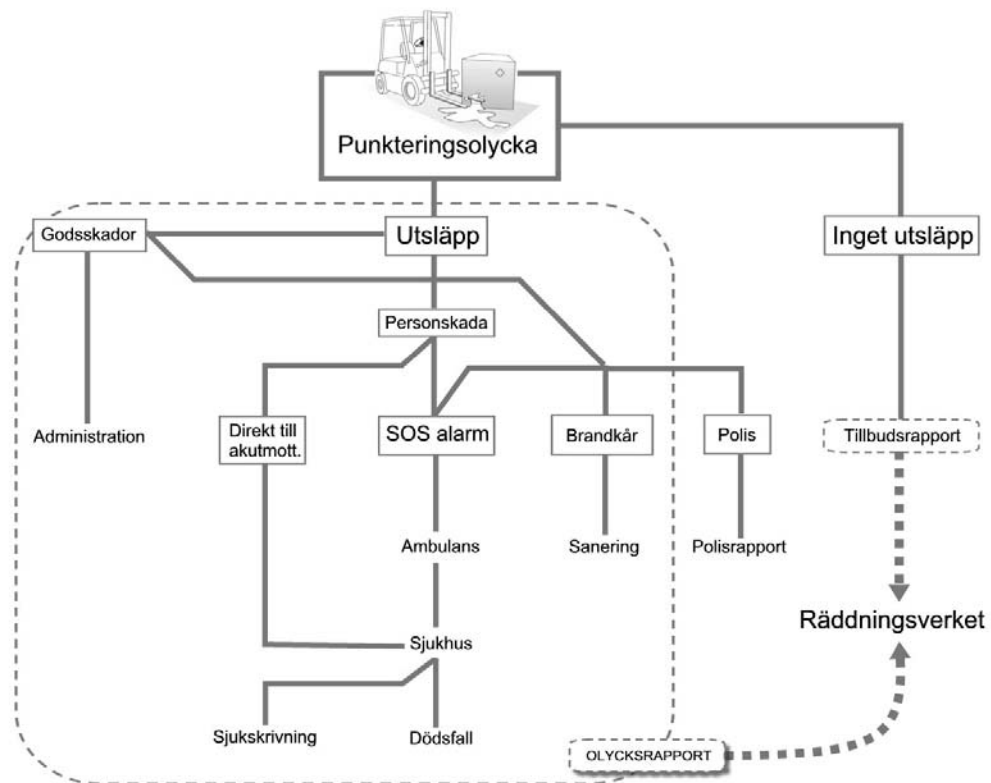 Punkteringsolycka
Godsskador
Utsläpp
Inget utsläpp
Personskada
Administration
Direkt till
akutmott.
SOS alarm
Brandkår
Polis
Tillbudsrapport
Ambulans
Sanering
Polisrapport
Räddningsverket
Sjukhus
Sjukskrivning
Dödsfall
OLYCKSRAPPORT